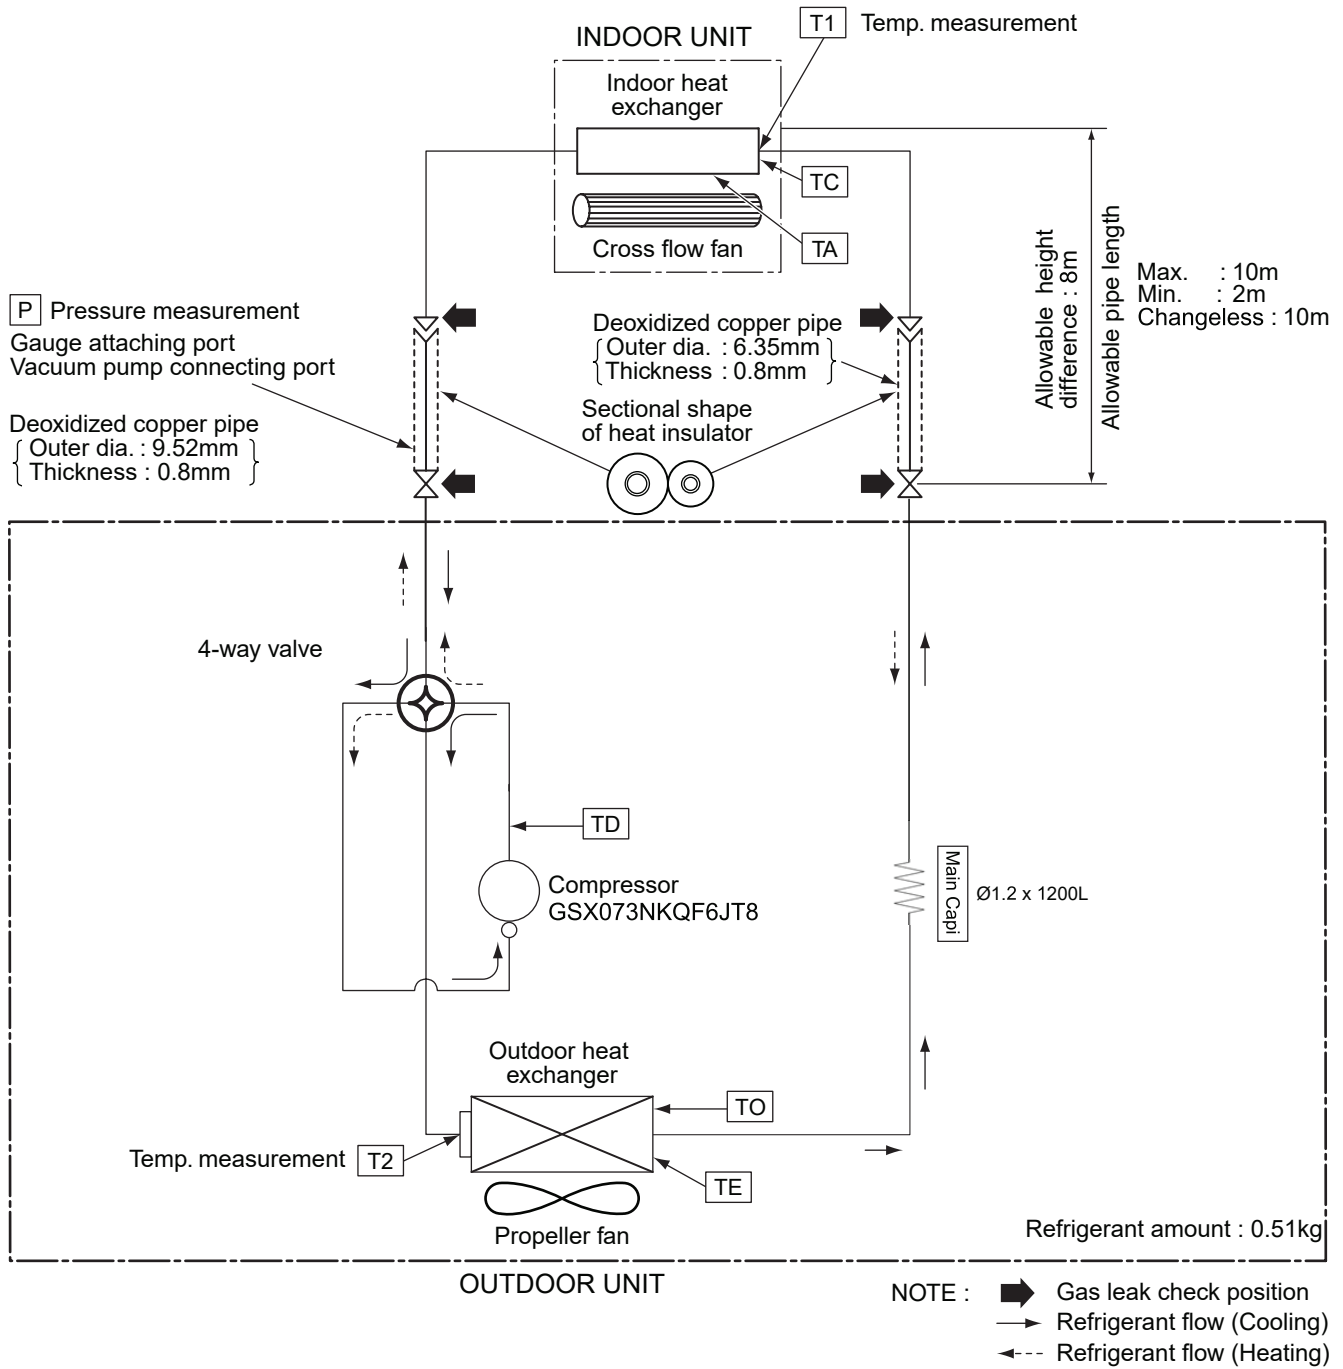 T1 Temp. measurement
INDOOR UNIT
Indoor heat
exchanger
TC
TA
Cross flow fan
Allowable height
difference : 8m
Allowable pipe length
Max. : 10m
Min. : 2m
Changeless : 10m
P Pressure measurement
Gauge attaching port
Vacuum pump connecting port
Deoxidized copper pipe
Outer dia. : 9.52mm
Thickness : 0.8mm
Deoxidized copper pipe
Outer dia. : 6.35mm
Thickness : 0.8mm
Sectional shape
of heat insulator
4-way valve
TD
Compressor
GSX073NKQF6JT8
Main Capi
Ø1.2 x 1200L
Outdoor heat
exchanger
TO
Temp. measurement T2
TE
Propeller fan
Refrigerant amount : 0.51kg
OUTDOOR UNIT
NOTE : Gas leak check position
Refrigerant flow (Cooling)
Refrigerant flow (Heating)